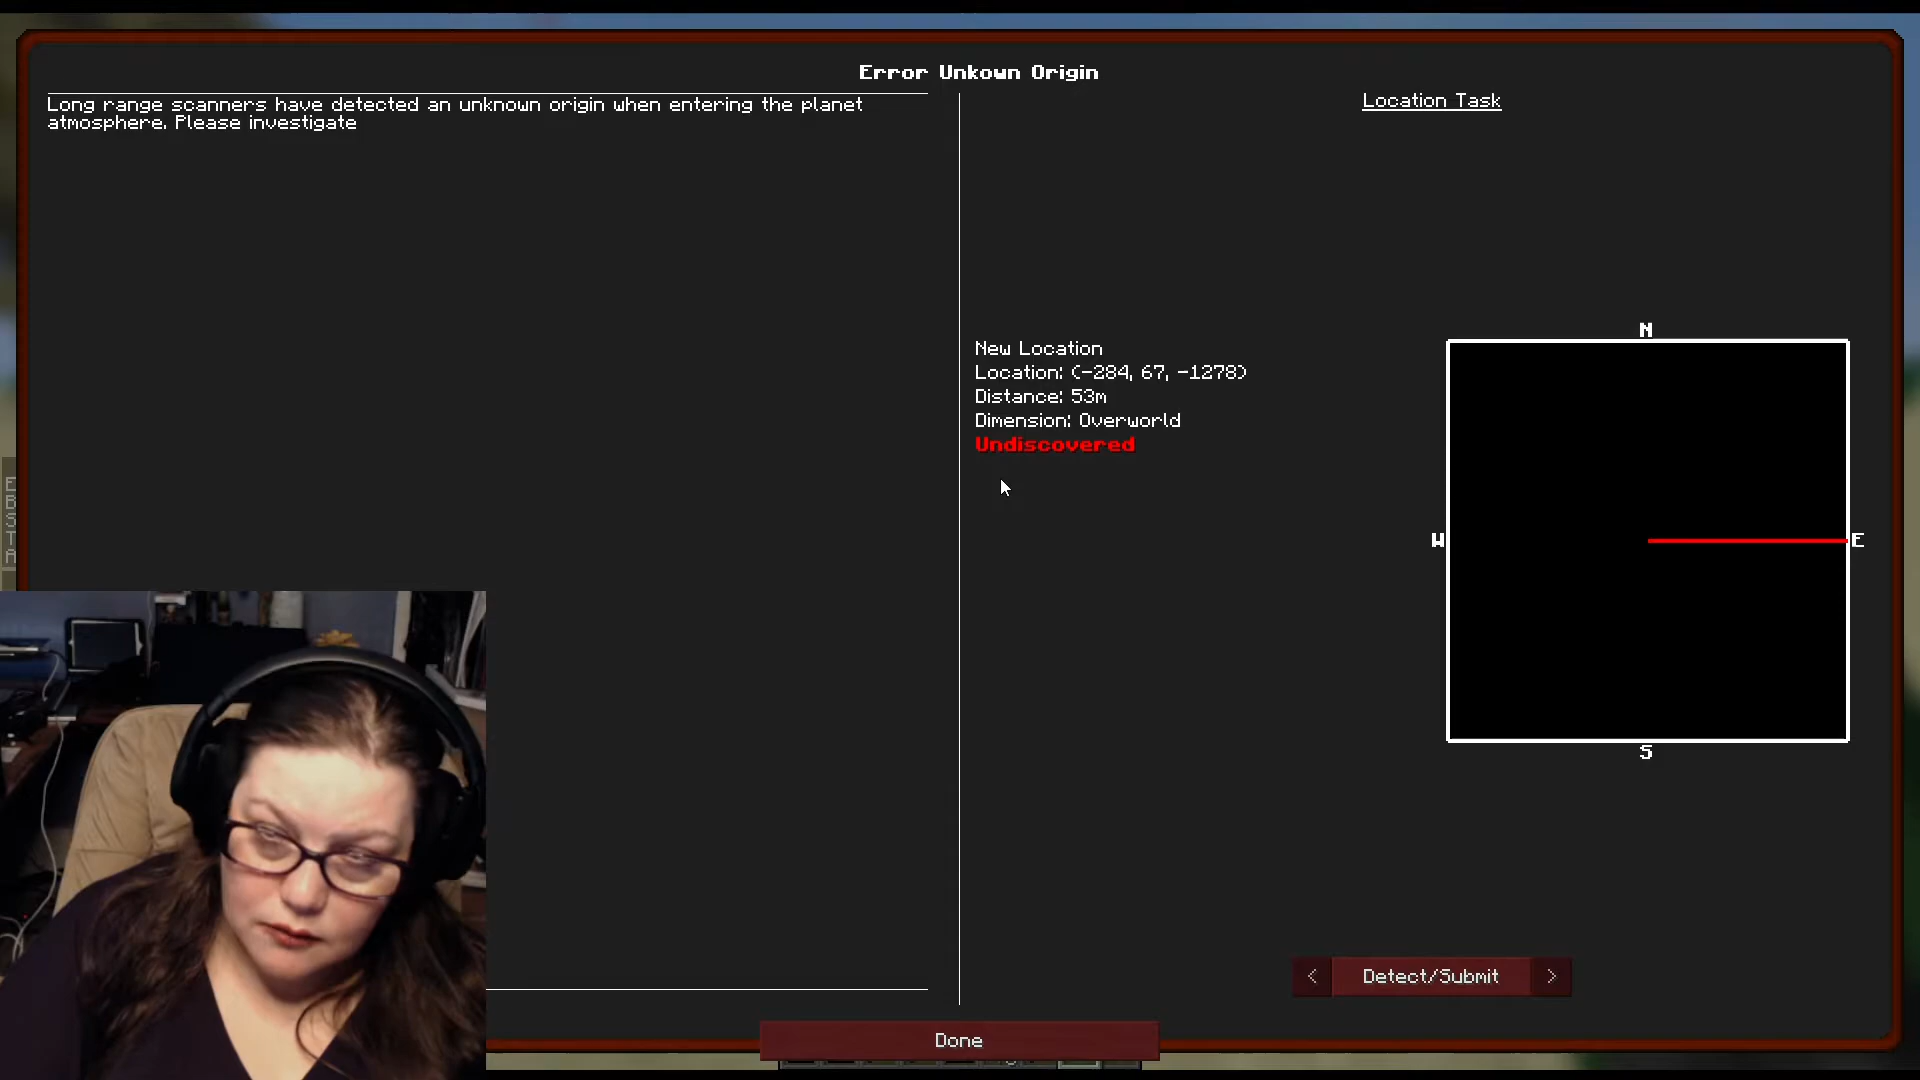 Error Unkown Origin
Long range scanners have detected an unknown origin when entering the planet
atmosphere. Please investigate
Location Task
New Location
Location: (-284, 67, -1278)
Distance: 53m
Dimension: Overworld
Undiscovered
N
W
E
S
E
B
S
T
A
< Detect/Submit >
Done